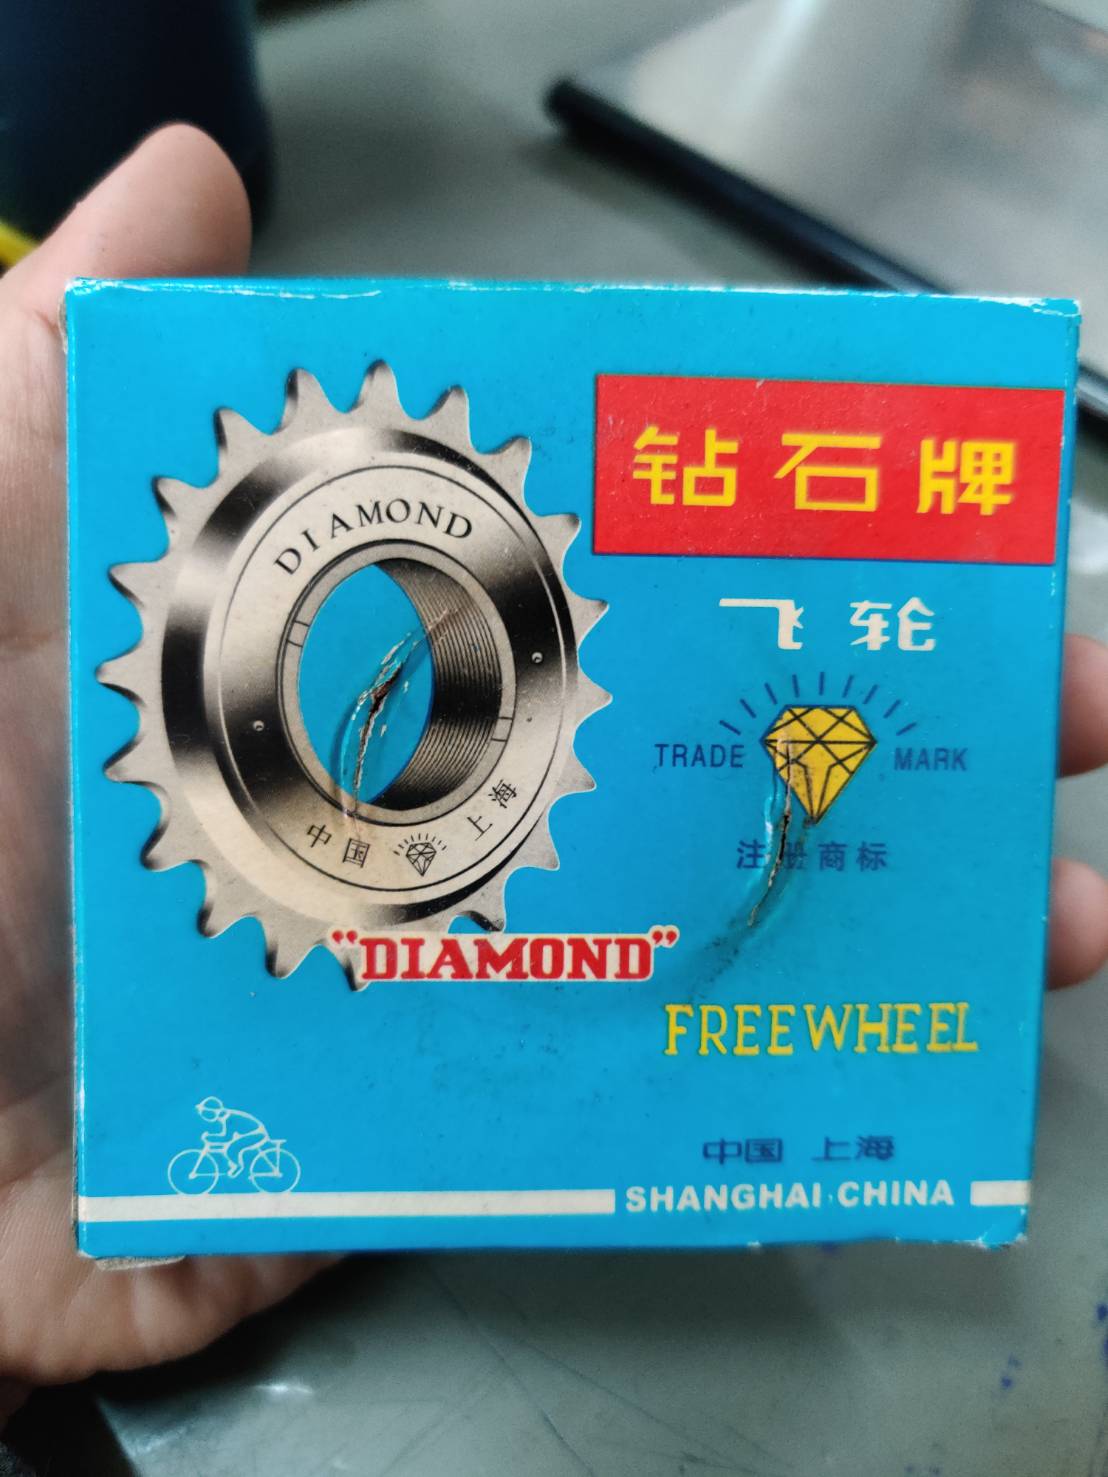 钻石牌
飞轮
TRADE MARK
注册商标
DIAMOND
中国 上海
"DIAMOND"
FREEWHEEL
中国 上海
SHANGHAI·CHINA